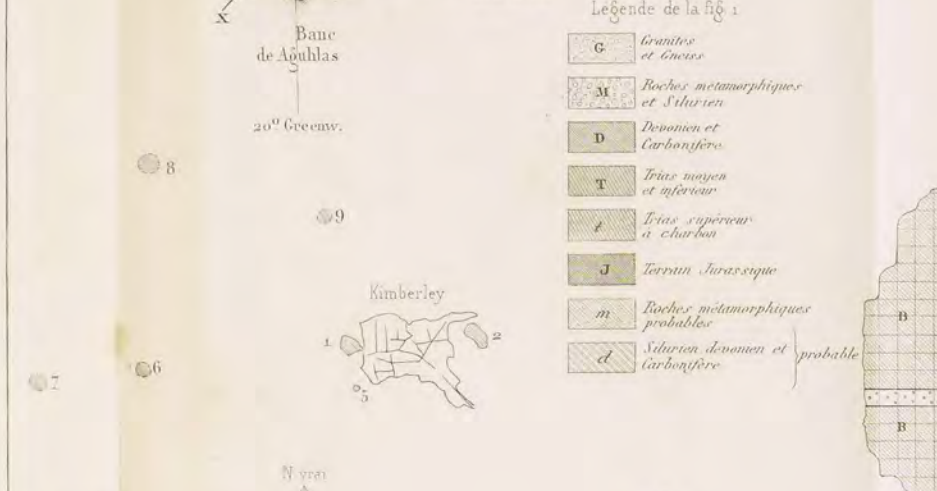 X
Banc
de Aguhlas
20º Greenw.
8
9
Kimberley
1
2
5
6
7
N vrai
Légende de la fig 1
G Granites
et Gneiss
M Roches métamorphiques
et Silurien
D Devonien et
Carbonifère
T Trias moyen
et inférieur
t Trias supérieur
à charbon
J Terrain Jurassique
m Roches métamorphiques
probables
d Silurien devonien et
Carbonifère
probable
B
B